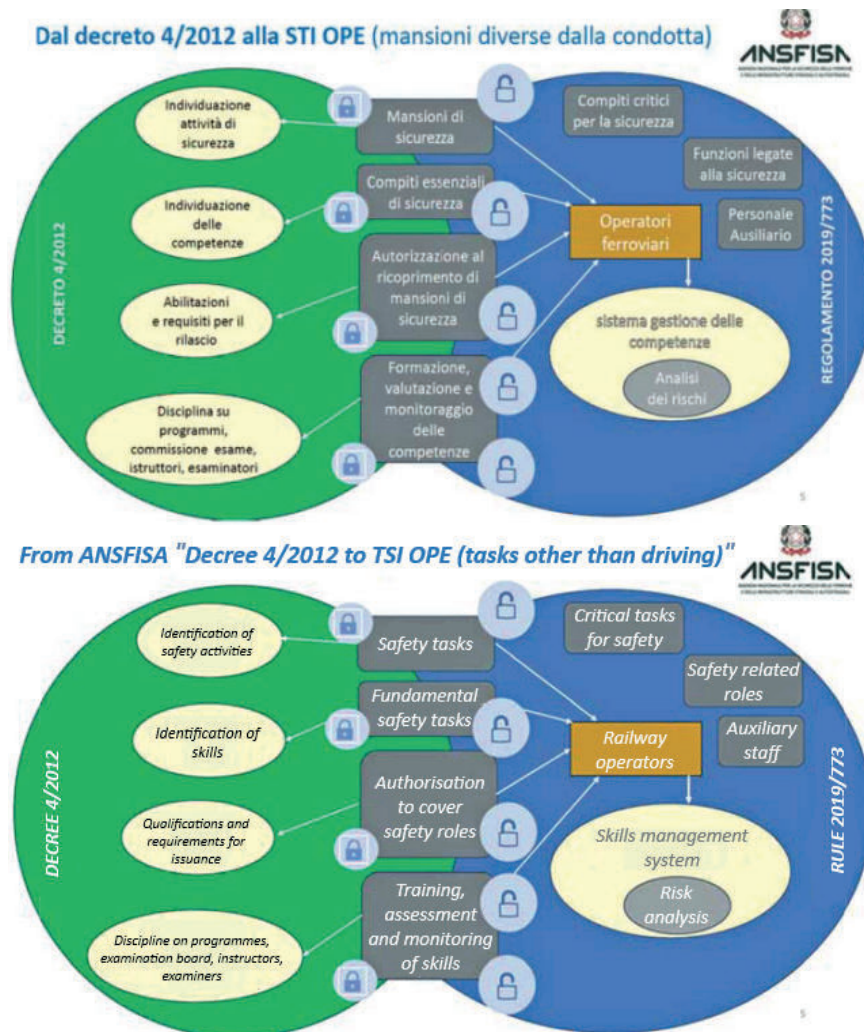 Dal decreto 4/2012 alla STI OPE (mansioni diverse dalla condotta)
ANSFISA
Individuazione
attività di
sicurezza
Mansioni di
sicurezza
Compiti critici
per la sicurezza
Funzioni legate
alla sicurezza
Compiti essenziali
di sicurezza
Individuazione
delle
competenze
Operatori
ferroviari
Personale
Ausiliario
DECRETO 4/2012
REGOLAMENTO 2019/773
Autorizzazione al
ricoprimento di
mansioni di
sicurezza
Abilitazioni
e requisiti per il
rilascio
sistema gestione delle
competenze
Analisi
dei rischi
Formazione,
valutazione e
monitoraggio
delle
competenze
Disciplina su
programmi,
commissione esame,
istruttori, esaminatori
5
From ANSFISA "Decree 4/2012 to TSI OPE (tasks other than driving)"
ANSFISA
Identification of
safety activities
Safety tasks
Critical tasks
for safety
Safety related
roles
Fundamental
safety tasks
Identification of
skills
Railway
operators
Auxiliary
staff
DECREE 4/2012
RULE 2019/773
Authorisation
to cover
safety roles
Qualifications and
requirements for
issuance
Skills management
system
Risk
analysis
Training,
assessment
and monitoring
of skills
Discipline on programmes,
examination board, instructors,
examiners
5